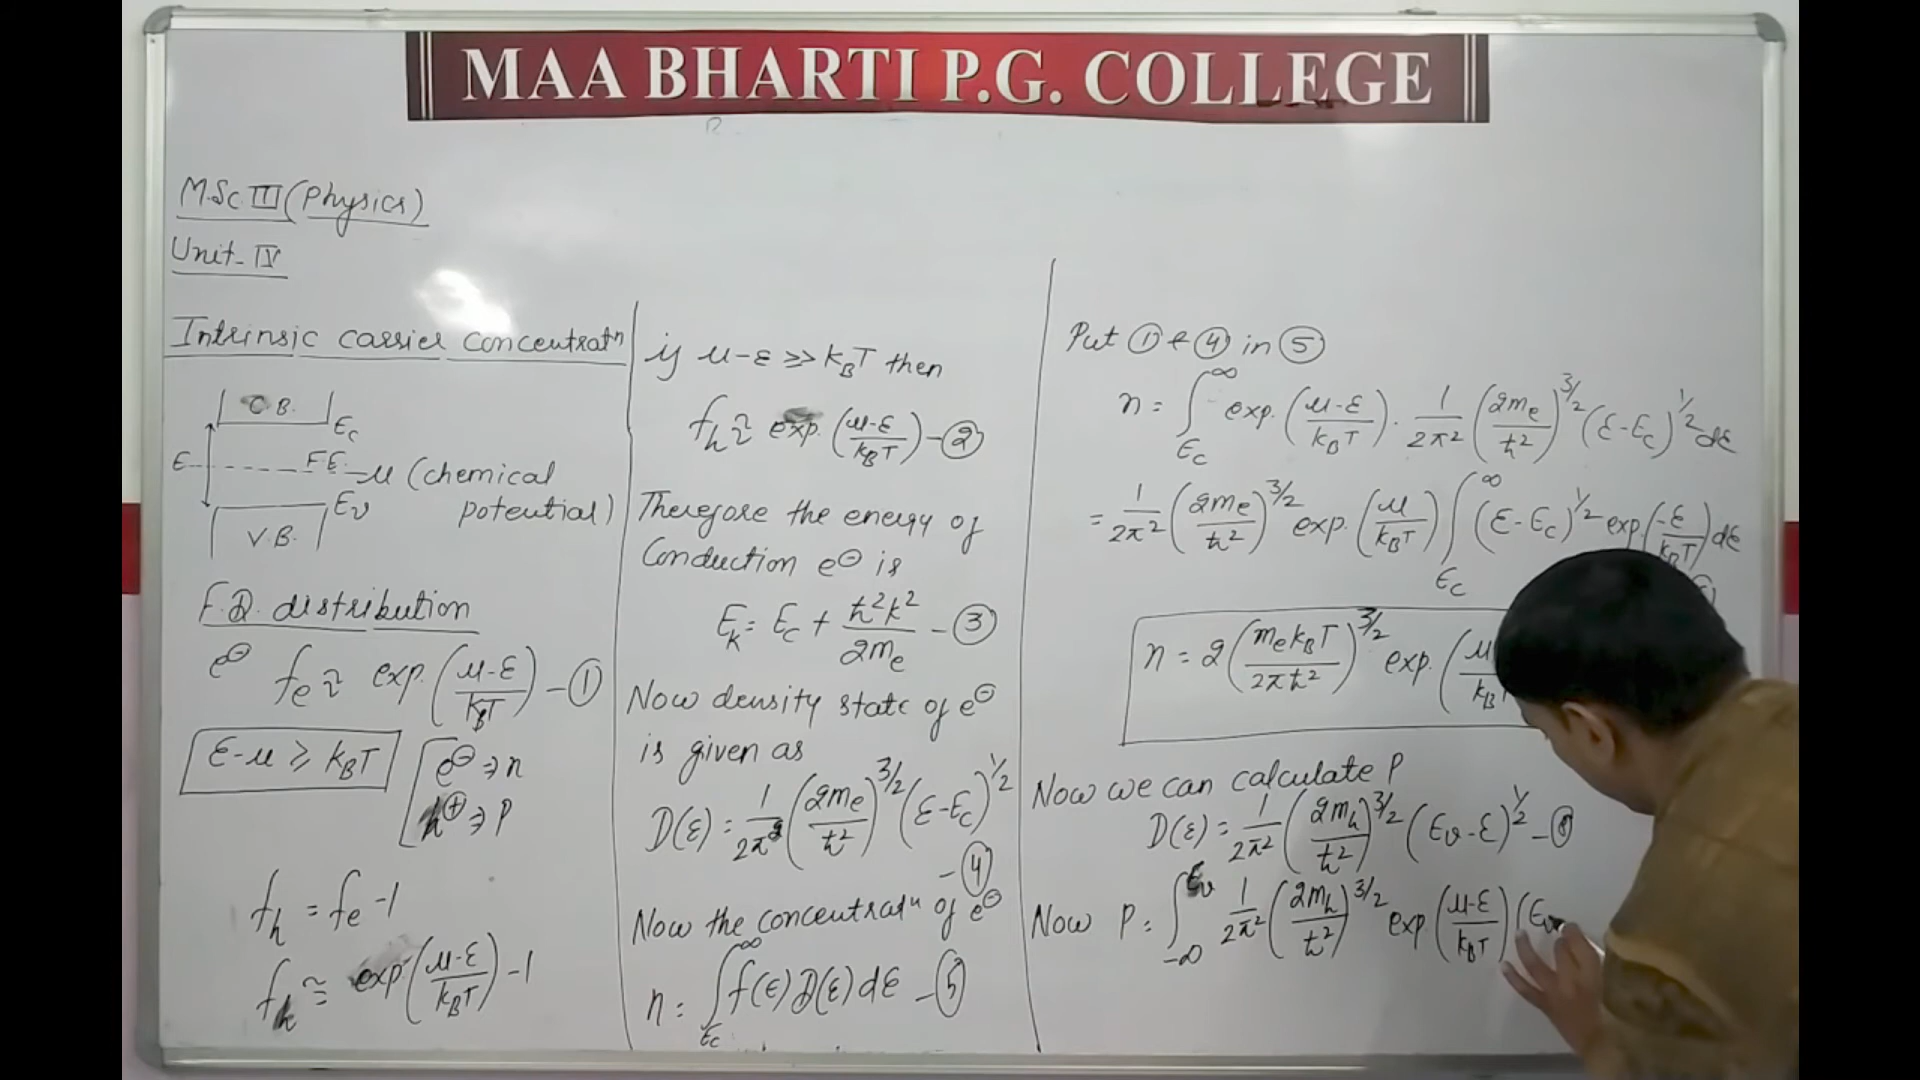 MAA BHARTI P.G. COLLEGE
M.Sc. III (Physics)
Unit-IV
Intrinsic carrier concentratn
C.B.
Ec
E
F.E.
μ (chemical
potential)
Ev
V.B.
F.D. distribution
e⊖ fe ≈ exp. (μ-ε/kBT) - ①
ε-μ ≥ kBT
e⊖ ⇒ n
h⊕ ⇒ p
fh = fe -1
fh ≅ exp (μ-ε/kBT) -1
if μ-ε >> kBT then
fh ≈ exp. (μ-ε/kBT) - ②
Therefore the energy of
conduction e⊖ is
Ek = Ec + ħ²k²/2me - ③
Now density state of e⊖
is given as
D(ε) = 1/2π² (2me/ħ²)^3/2 (ε-Ec)^1/2
- ④
Now the concentratn of e⊖
n = ∫Ec^∞ f(ε) D(ε) dε - ⑤
Put ① & ④ in ⑤
n = ∫Ec^∞ exp. (μ-ε/kBT) · 1/2π² (2me/ħ²)^3/2 (ε-Ec)^1/2 dε
= 1/2π² (2me/ħ²)^3/2 exp. (μ/kBT) ∫Ec^∞ (ε-Ec)^1/2 exp. (-ε/kBT) dε
n = 2 (mekBT/2πħ²)^3/2 exp. (μ
kB
Now we can calculate P
D(ε) = 1/2π² (2mh/ħ²)^3/2 (Ev-ε)^1/2 - ⑧
Now P = ∫-∞^Ev 1/2π² (2mh/ħ²)^3/2 exp (μ-ε/kBT) (Ev